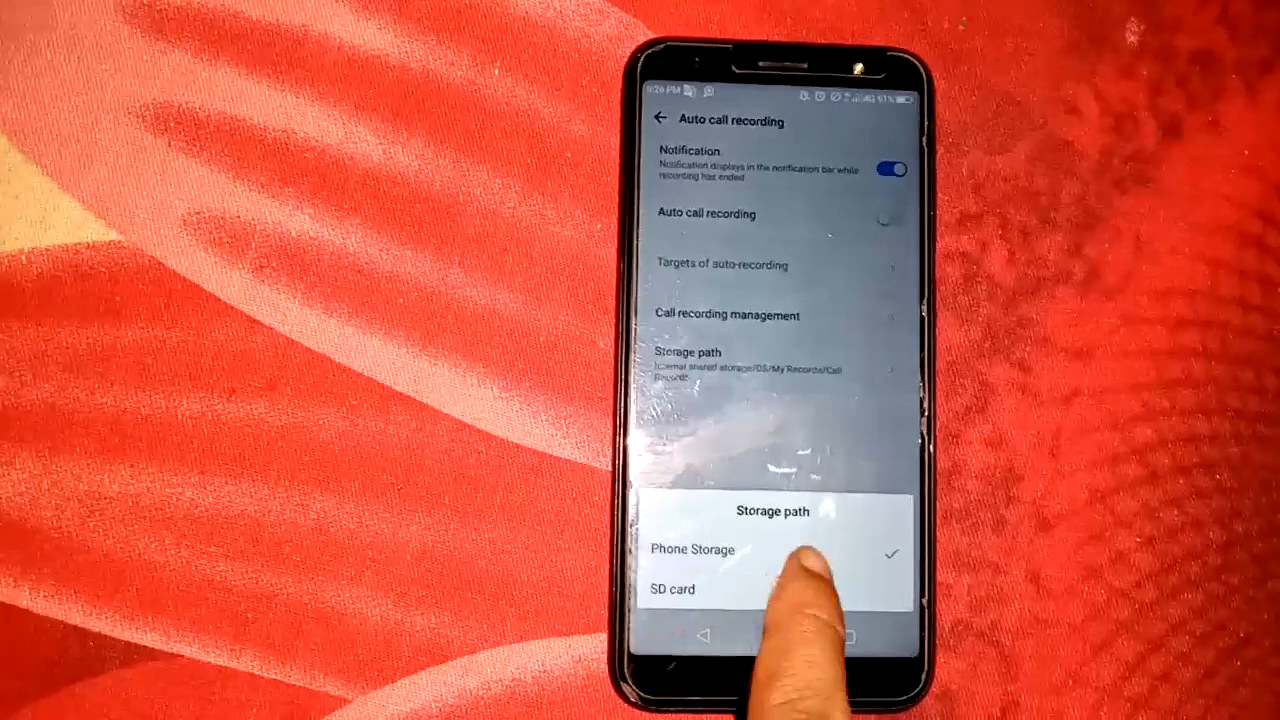 9:26 PM
4G 61%
Auto call recording
Notification
Notification displays in the notification bar while
recording has ended
Auto call recording
Targets of auto-recording
Call recording management
Storage path
Internal shared storage/DS/My Records/Call
Records
Storage path
Phone Storage
SD card